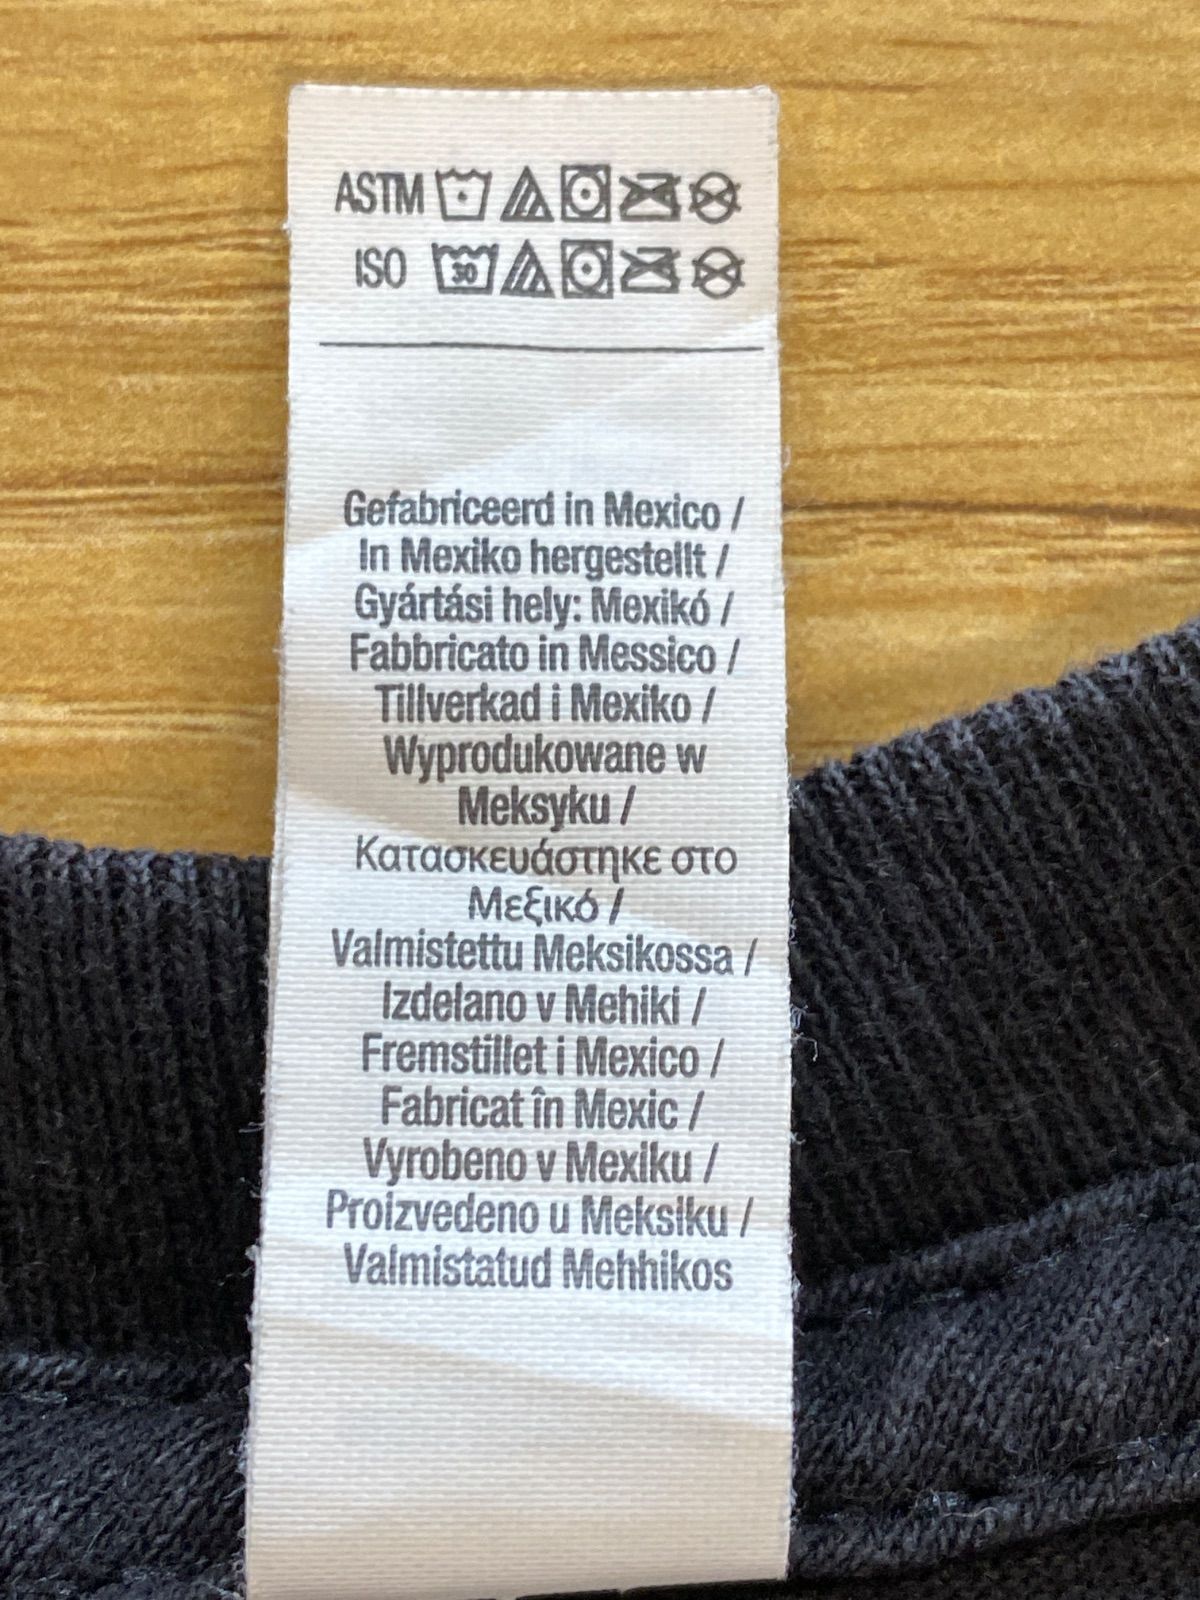 ASTM
ISO 30
Gefabriceerd in Mexico /
In Mexiko hergestellt /
Gyártási hely: Mexikó /
Fabbricato in Messico /
Tillverkad i Mexiko /
Wyprodukowane w
Meksyku /
Κατασκευάστηκε στο
Μεξικό /
Valmistettu Meksikossa /
Izdelano v Mehiki /
Fremstillet i Mexico /
Fabricat în Mexic /
Vyrobeno v Mexiku /
Proizvedeno u Meksiku /
Valmistatud Mehhikos